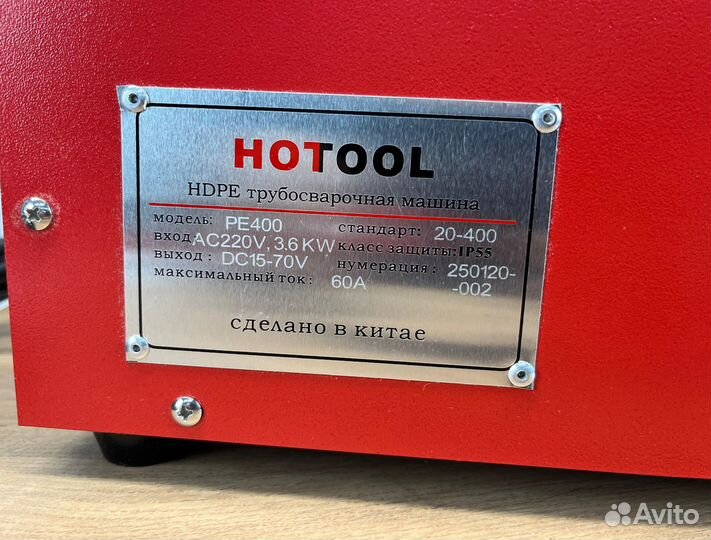 HOTOOL
HDPE трубосварочная машина
модель: PE400 стандарт: 20-400
вход AC220V, 3.6 KW класс защиты: IP55
выход : DC15-70V нумерация : 250120-
максимальный ток : 60A -002
сделано в китае
Avito